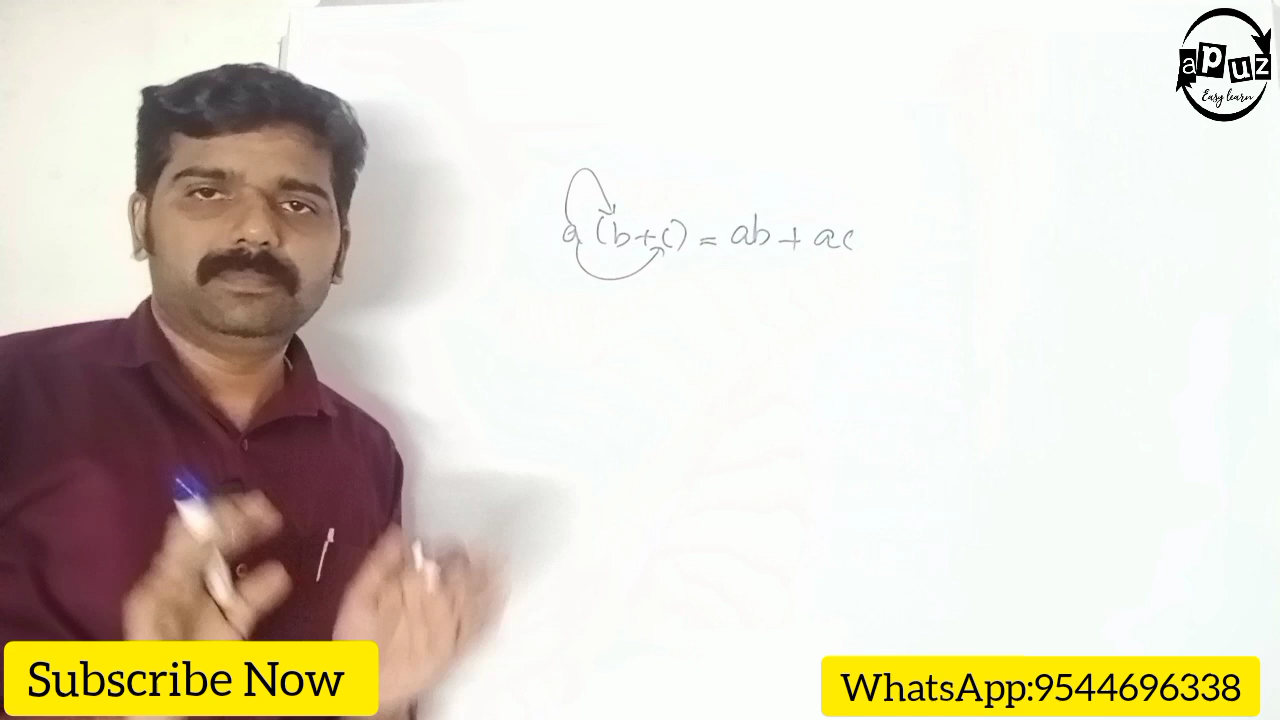 apuz
Easy learn
a(b+c) = ab + ac
Subscribe Now
WhatsApp:9544696338